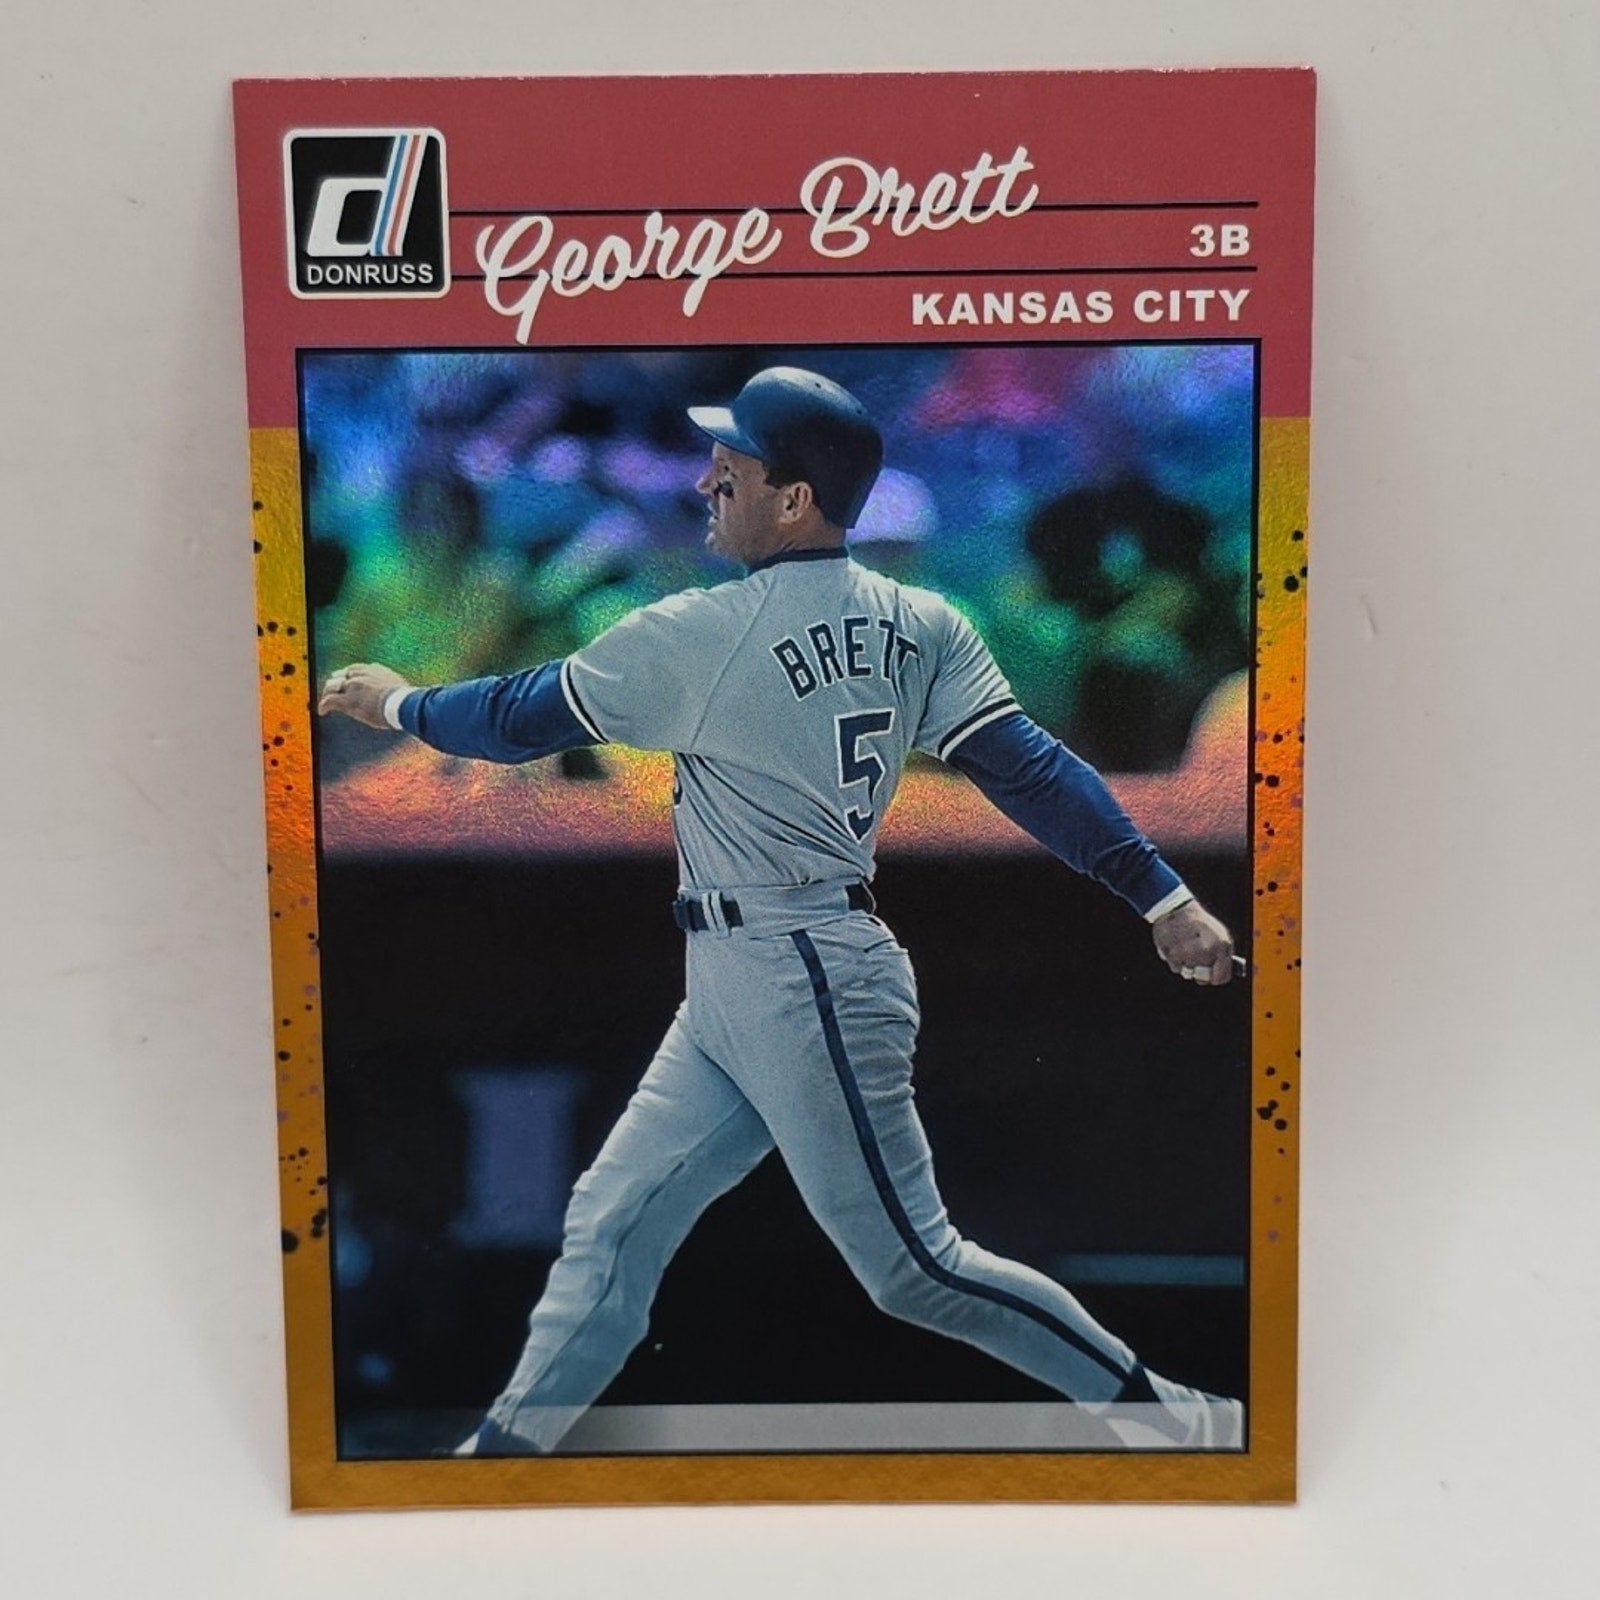 d
DONRUSS
George Brett
3B
KANSAS CITY
BRETT
5